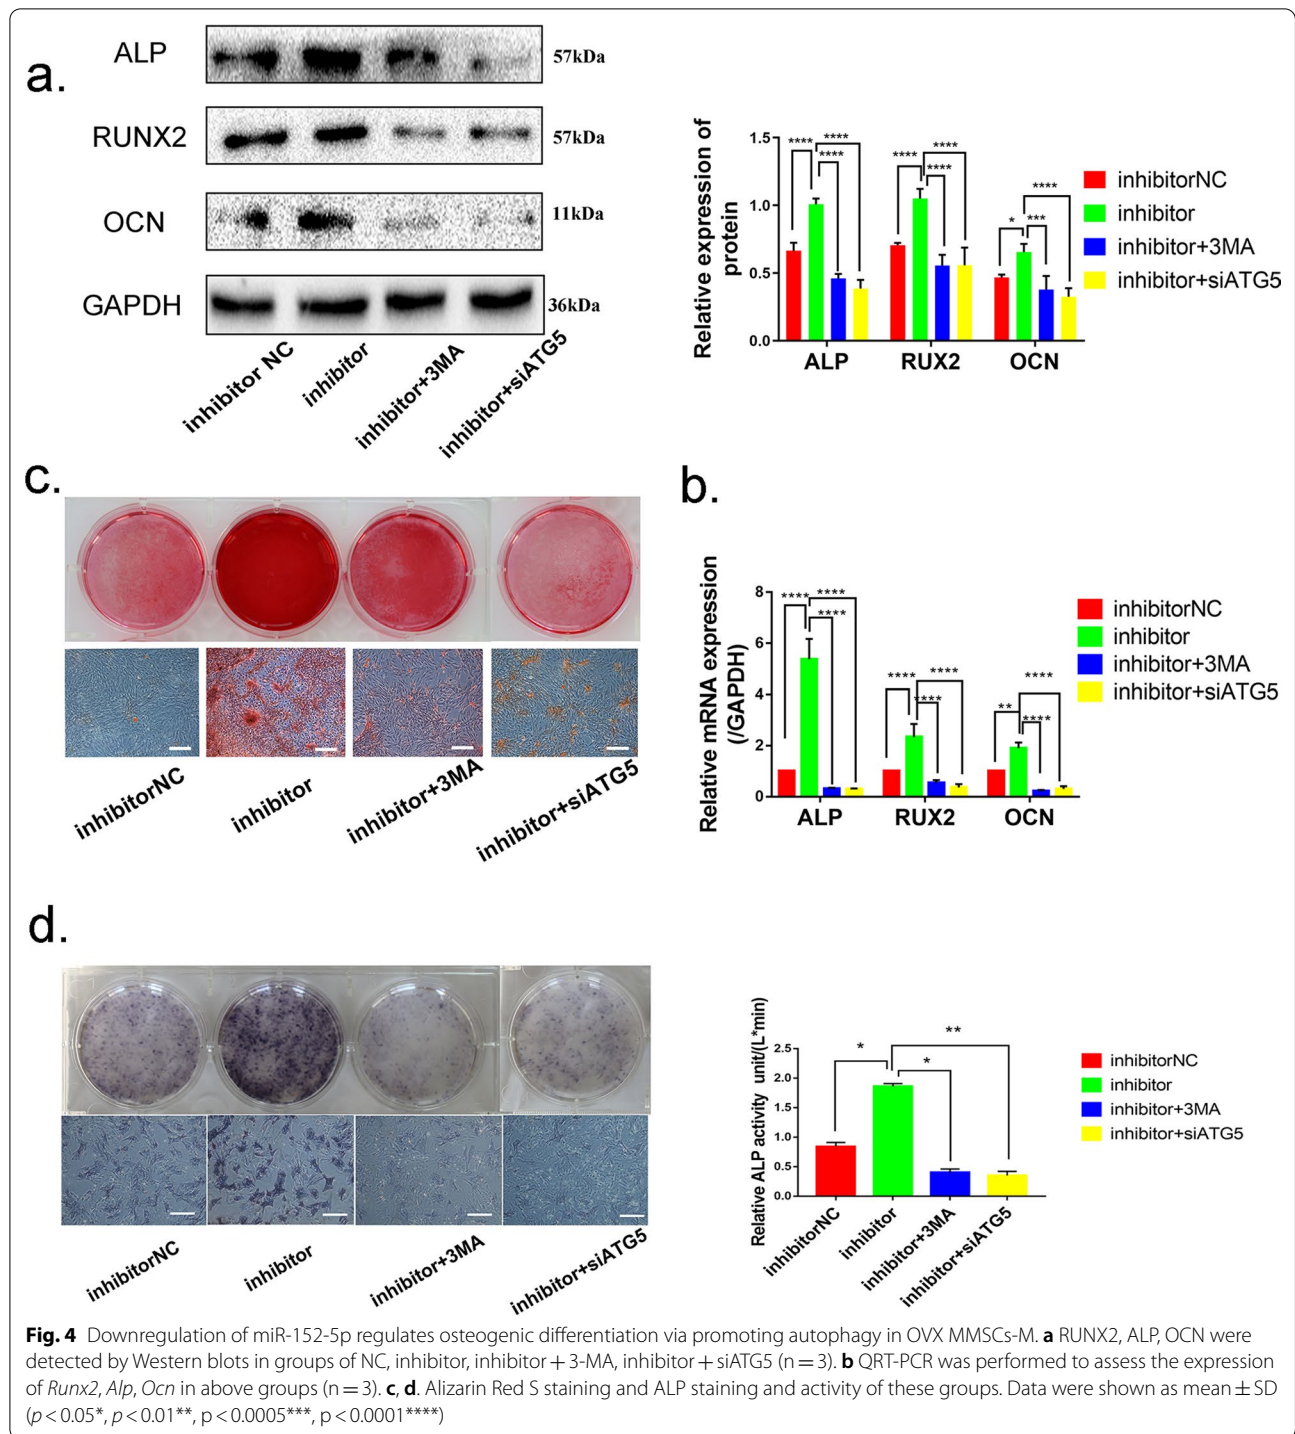 a.
ALP
57kDa
RUNX2
57kDa
OCN
11kDa
GAPDH
36kDa
inhibitor NC
inhibitor
inhibitor+3MA
inhibitor+siATG5
Relative expression of
protein
1.5
1.0
0.5
0.0
**** **** ****
**** **** ****
* *** ****
ALP RUX2 OCN
inhibitorNC
inhibitor
inhibitor+3MA
inhibitor+siATG5
c.
inhibitorNC
inhibitor
inhibitor+3MA
inhibitor+siATG5
b.
Relative mRNA expression
(/GAPDH)
8
6
4
2
0
**** **** ****
**** **** ****
** **** ****
ALP RUX2 OCN
inhibitorNC
inhibitor
inhibitor+3MA
inhibitor+siATG5
d.
inhibitorNC
inhibitor
inhibitor+3MA
inhibitor+siATG5
Relative ALP activity unit/(L*min)
2.5
2.0
1.5
1.0
0.5
0.0
* * **
inhibitorNC
inhibitor
inhibitor+3MA
inhibitor+siATG5
inhibitorNC
inhibitor
inhibitor+3MA
inhibitor+siATG5
Fig. 4 Downregulation of miR-152-5p regulates osteogenic differentiation via promoting autophagy in OVX MMSCs-M. a RUNX2, ALP, OCN were
detected by Western blots in groups of NC, inhibitor, inhibitor + 3-MA, inhibitor + siATG5 (n = 3). b QRT-PCR was performed to assess the expression
of Runx2, Alp, Ocn in above groups (n = 3). c, d. Alizarin Red S staining and ALP staining and activity of these groups. Data were shown as mean ± SD
(p < 0.05*, p < 0.01**, p < 0.0005***, p < 0.0001****)